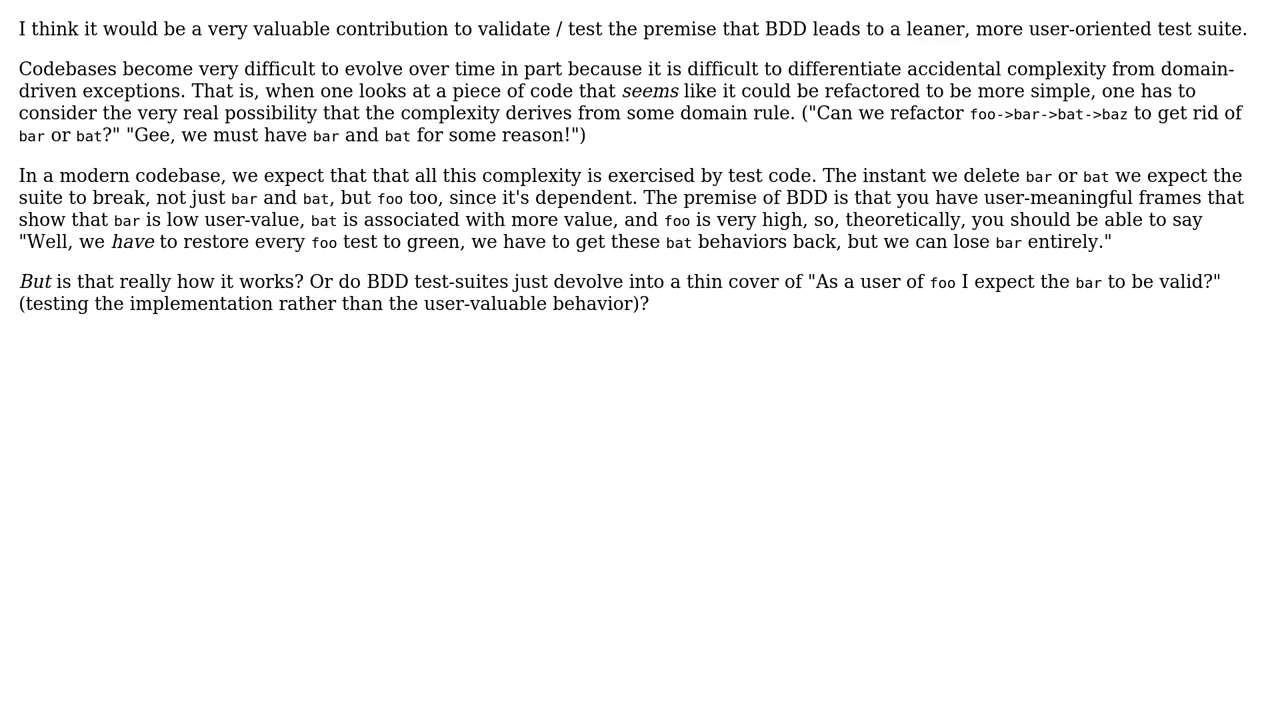 I think it would be a very valuable contribution to validate / test the premise that BDD leads to a leaner, more user-oriented test suite.
Codebases become very difficult to evolve over time in part because it is difficult to differentiate accidental complexity from domain-
driven exceptions. That is, when one looks at a piece of code that seems like it could be refactored to be more simple, one has to
consider the very real possibility that the complexity derives from some domain rule. ("Can we refactor foo->bar->bat->baz to get rid of
bar or bat?" "Gee, we must have bar and bat for some reason!")
In a modern codebase, we expect that that all this complexity is exercised by test code. The instant we delete bar or bat we expect the
suite to break, not just bar and bat, but foo too, since it's dependent. The premise of BDD is that you have user-meaningful frames that
show that bar is low user-value, bat is associated with more value, and foo is very high, so, theoretically, you should be able to say
"Well, we have to restore every foo test to green, we have to get these bat behaviors back, but we can lose bar entirely."
But is that really how it works? Or do BDD test-suites just devolve into a thin cover of "As a user of foo I expect the bar to be valid?"
(testing the implementation rather than the user-valuable behavior)?